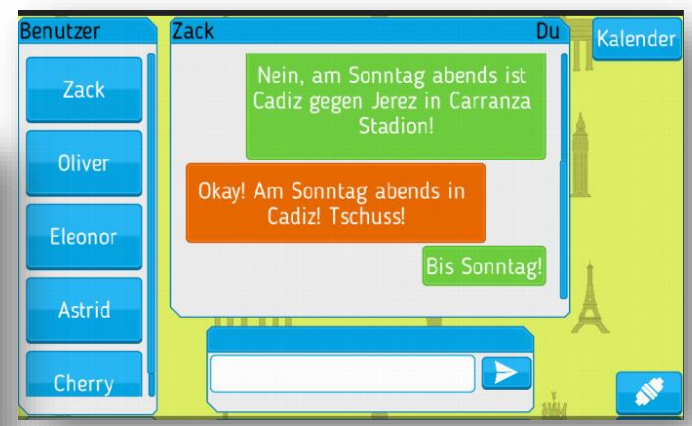 Benutzer
Zack
Oliver
Eleonor
Astrid
Cherry
Zack
Du
Nein, am Sonntag abends ist
Cadiz gegen Jerez in Carranza
Stadion!
Okay! Am Sonntag abends in
Cadiz! Tschuss!
Bis Sonntag!
Kalender